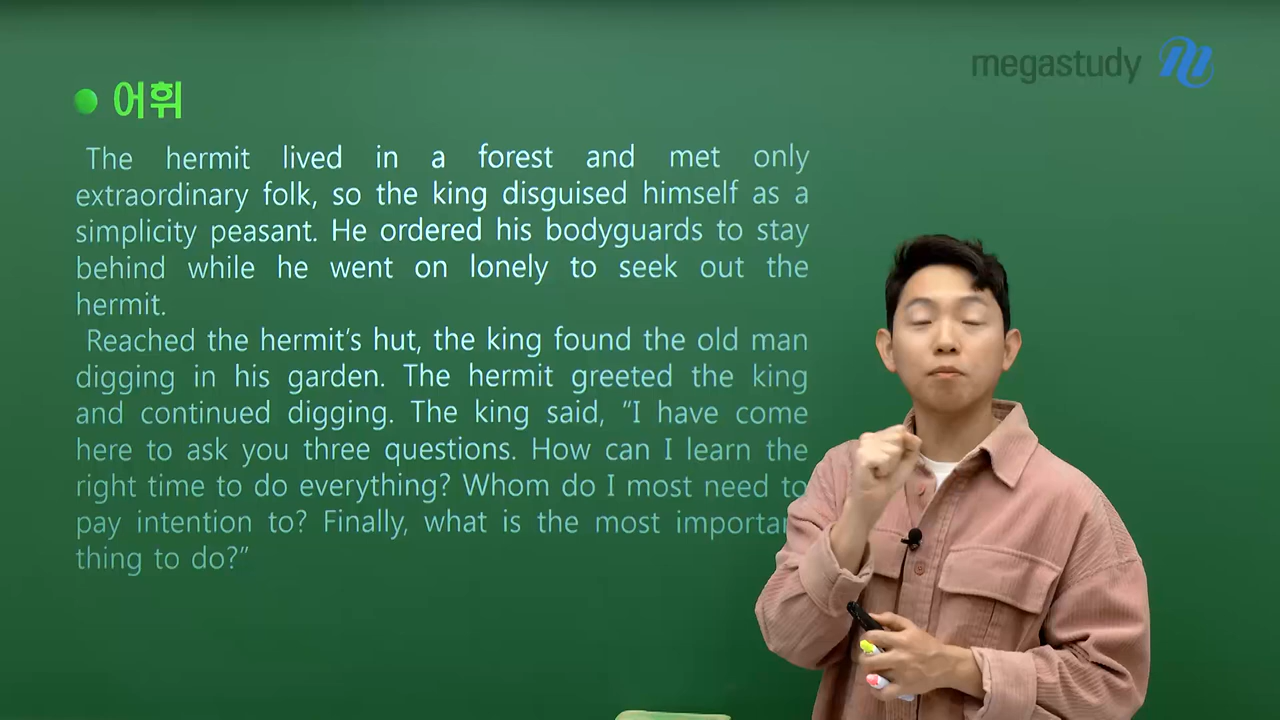 megastudy
어휘
The hermit lived in a forest and met only
extraordinary folk, so the king disguised himself as a
simplicity peasant. He ordered his bodyguards to stay
behind while he went on lonely to seek out the
hermit.
Reached the hermit's hut, the king found the old man
digging in his garden. The hermit greeted the king
and continued digging. The king said, "I have come
here to ask you three questions. How can I learn the
right time to do everything? Whom do I most need to
pay intention to? Finally, what is the most importan
thing to do?"